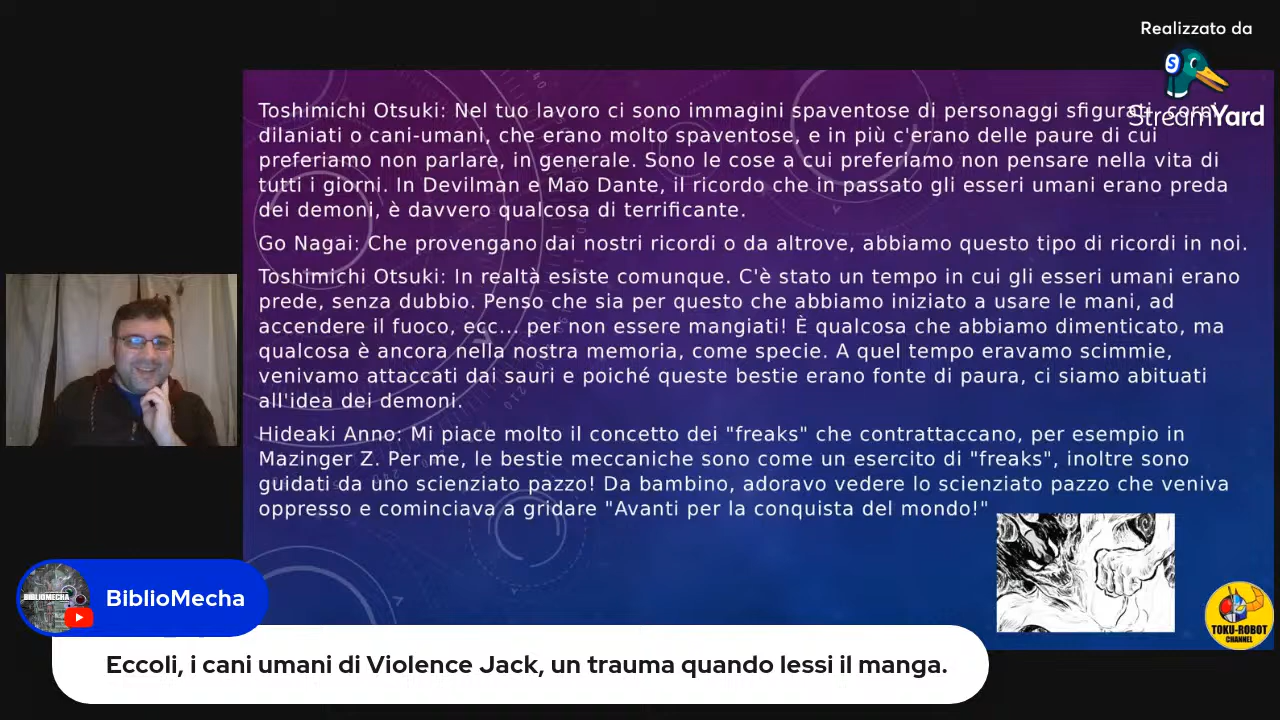 Realizzato da
StreamYard
Toshimichi Otsuki: Nel tuo lavoro ci sono immagini spaventose di personaggi sfigurati, corpi
dilaniati o cani-umani, che erano molto spaventose, e in più c'erano delle paure di cui
preferiamo non parlare, in generale. Sono le cose a cui preferiamo non pensare nella vita di
tutti i giorni. In Devilman e Mao Dante, il ricordo che in passato gli esseri umani erano preda
dei demoni, è davvero qualcosa di terrificante.
Go Nagai: Che provengano dai nostri ricordi o da altrove, abbiamo questo tipo di ricordi in noi.
Toshimichi Otsuki: In realtà esiste comunque. C'è stato un tempo in cui gli esseri umani erano
prede, senza dubbio. Penso che sia per questo che abbiamo iniziato a usare le mani, ad
accendere il fuoco, ecc... per non essere mangiati! È qualcosa che abbiamo dimenticato, ma
qualcosa è ancora nella nostra memoria, come specie. A quel tempo eravamo scimmie,
venivamo attaccati dai sauri e poiché queste bestie erano fonte di paura, ci siamo abituati
all'idea dei demoni.
Hideaki Anno: Mi piace molto il concetto dei "freaks" che contrattaccano, per esempio in
Mazinger Z. Per me, le bestie meccaniche sono come un esercito di "freaks", inoltre sono
guidati da uno scienziato pazzo! Da bambino, adoravo vedere lo scienziato pazzo che veniva
oppresso e cominciava a gridare "Avanti per la conquista del mondo!"
TOKU-ROBOT
CHANNEL
BIBLIOMECHA
BiblioMecha
Eccoli, i cani umani di Violence Jack, un trauma quando lessi il manga.